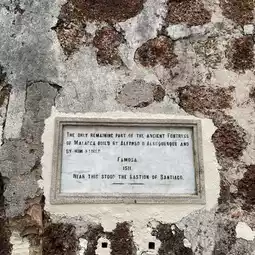 The only remaining part of the ancient fortress
of Malacca built by Alfonso d'Albuquerque and
by him named
Famosa.
1511
Near this stood the bastion of Santiago.